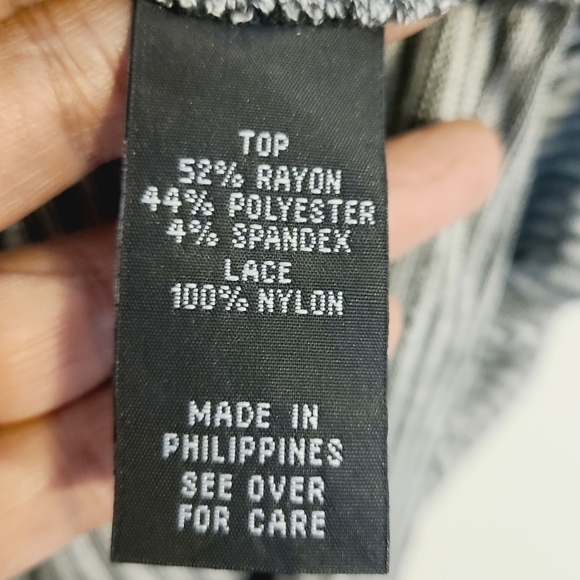 TOP
52% RAYON
44% POLYESTER
4% SPANDEX
LACE
100% NYLON
MADE IN
PHILIPPINES
SEE OVER
FOR CARE